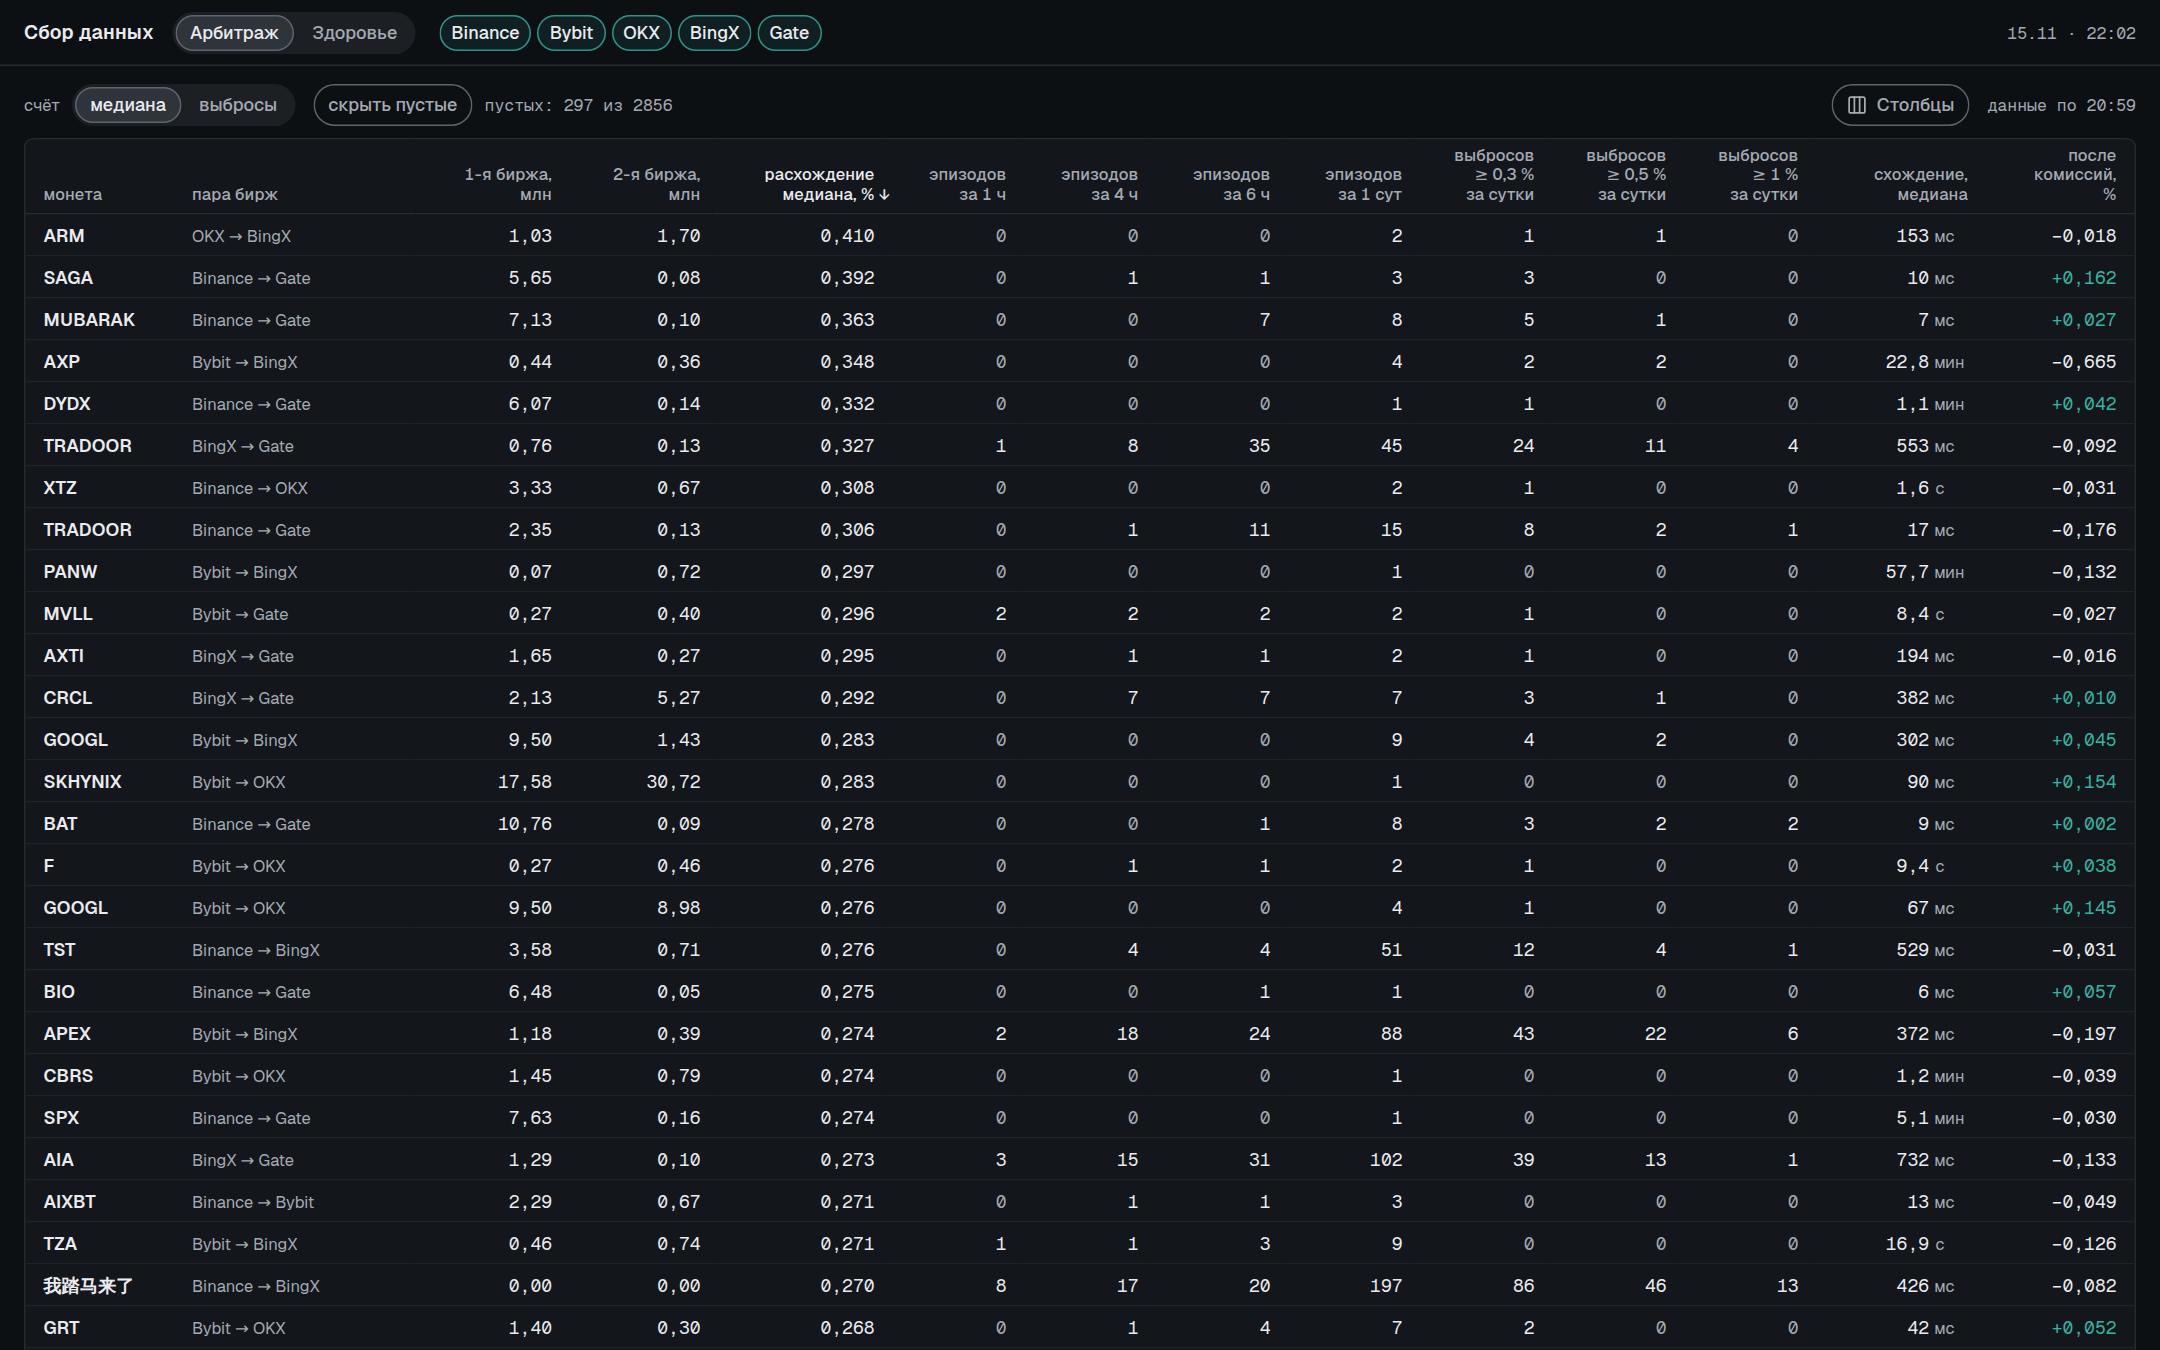 Сбор данных Арбитраж Здоровье Binance Bybit OKX BingX Gate 15.11 · 22:02
счёт медиана выбросы скрыть пустые пустых: 297 из 2856 Столбцы данные по 20:59
монета пара бирж 1-я биржа, млн 2-я биржа, млн расхождение медиана, % ↓ эпизодов за 1 ч эпизодов за 4 ч эпизодов за 6 ч эпизодов за 1 сут выбросов ≥ 0,3 % за сутки выбросов ≥ 0,5 % за сутки выбросов ≥ 1 % за сутки схождение, медиана после комиссий, %
ARM OKX → BingX 1,03 1,70 0,410 0 0 0 2 1 1 0 153 мс −0,018
SAGA Binance → Gate 5,65 0,08 0,392 0 1 1 3 3 0 0 10 мс +0,162
MUBARAK Binance → Gate 7,13 0,10 0,363 0 0 7 8 5 1 0 7 мс +0,027
AXP Bybit → BingX 0,44 0,36 0,348 0 0 0 4 2 2 0 22,8 мин −0,665
DYDX Binance → Gate 6,07 0,14 0,332 0 0 0 1 1 0 0 1,1 мин +0,042
TRADOOR BingX → Gate 0,76 0,13 0,327 1 8 35 45 24 11 4 553 мс −0,092
XTZ Binance → OKX 3,33 0,67 0,308 0 0 0 2 1 0 0 1,6 с −0,031
TRADOOR Binance → Gate 2,35 0,13 0,306 0 1 11 15 8 2 1 17 мс −0,176
PANW Bybit → BingX 0,07 0,72 0,297 0 0 0 1 0 0 0 57,7 мин −0,132
MVLL Bybit → Gate 0,27 0,40 0,296 2 2 2 2 1 0 0 8,4 с −0,027
AXTI BingX → Gate 1,65 0,27 0,295 0 1 1 2 1 0 0 194 мс −0,016
CRCL BingX → Gate 2,13 5,27 0,292 0 7 7 7 3 1 0 382 мс +0,010
GOOGL Bybit → BingX 9,50 1,43 0,283 0 0 0 9 4 2 0 302 мс +0,045
SKHYNIX Bybit → OKX 17,58 30,72 0,283 0 0 0 1 0 0 0 90 мс +0,154
BAT Binance → Gate 10,76 0,09 0,278 0 0 1 8 3 2 2 9 мс +0,002
F Bybit → OKX 0,27 0,46 0,276 0 1 1 2 1 0 0 9,4 с +0,038
GOOGL Bybit → OKX 9,50 8,98 0,276 0 0 0 4 1 0 0 67 мс +0,145
TST Binance → BingX 3,58 0,71 0,276 0 4 4 51 12 4 1 529 мс −0,031
BIO Binance → Gate 6,48 0,05 0,275 0 0 1 1 0 0 0 6 мс +0,057
APEX Bybit → BingX 1,18 0,39 0,274 2 18 24 88 43 22 6 372 мс −0,197
CBRS Bybit → OKX 1,45 0,79 0,274 0 0 0 1 0 0 0 1,2 мин −0,039
SPX Binance → Gate 7,63 0,16 0,274 0 0 0 1 0 0 0 5,1 мин −0,030
AIA BingX → Gate 1,29 0,10 0,273 3 15 31 102 39 13 1 732 мс −0,133
AIXBT Binance → Bybit 2,29 0,67 0,271 0 1 1 3 0 0 0 13 мс −0,049
TZA Bybit → BingX 0,46 0,74 0,271 1 1 3 9 0 0 0 16,9 с −0,126
我踏马来了 Binance → BingX 0,00 0,00 0,270 8 17 20 197 86 46 13 426 мс −0,082
GRT Bybit → OKX 1,40 0,30 0,268 0 1 4 7 2 0 0 42 мс +0,052